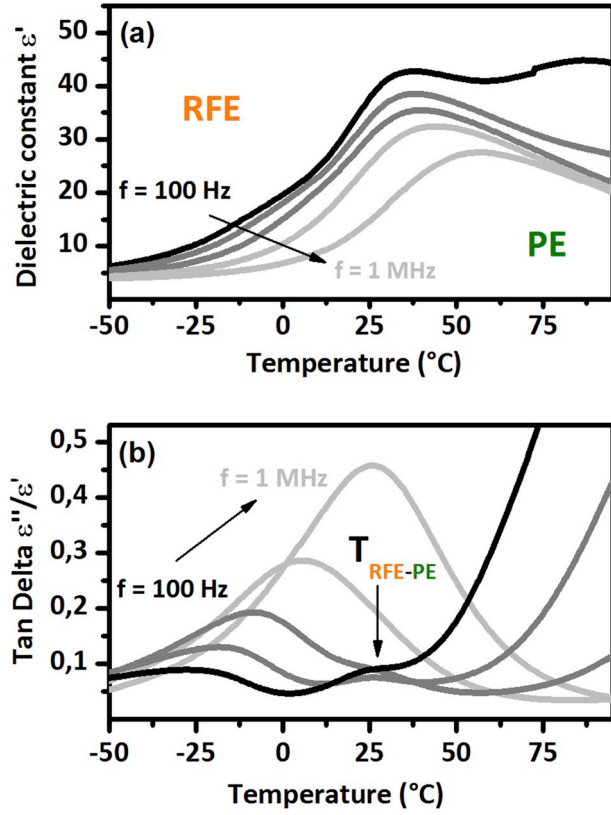 (a)
50
40
30
20
10
Dielectric constant ε'
RFE
f = 100 Hz
f = 1 MHz
PE
-50 -25 0 25 50 75
Temperature (°C)
(b)
0,5
0,4
0,3
0,2
0,1
Tan Delta ε''/ε'
f = 1 MHz
f = 100 Hz
T RFE-PE
-50 -25 0 25 50 75
Temperature (°C)